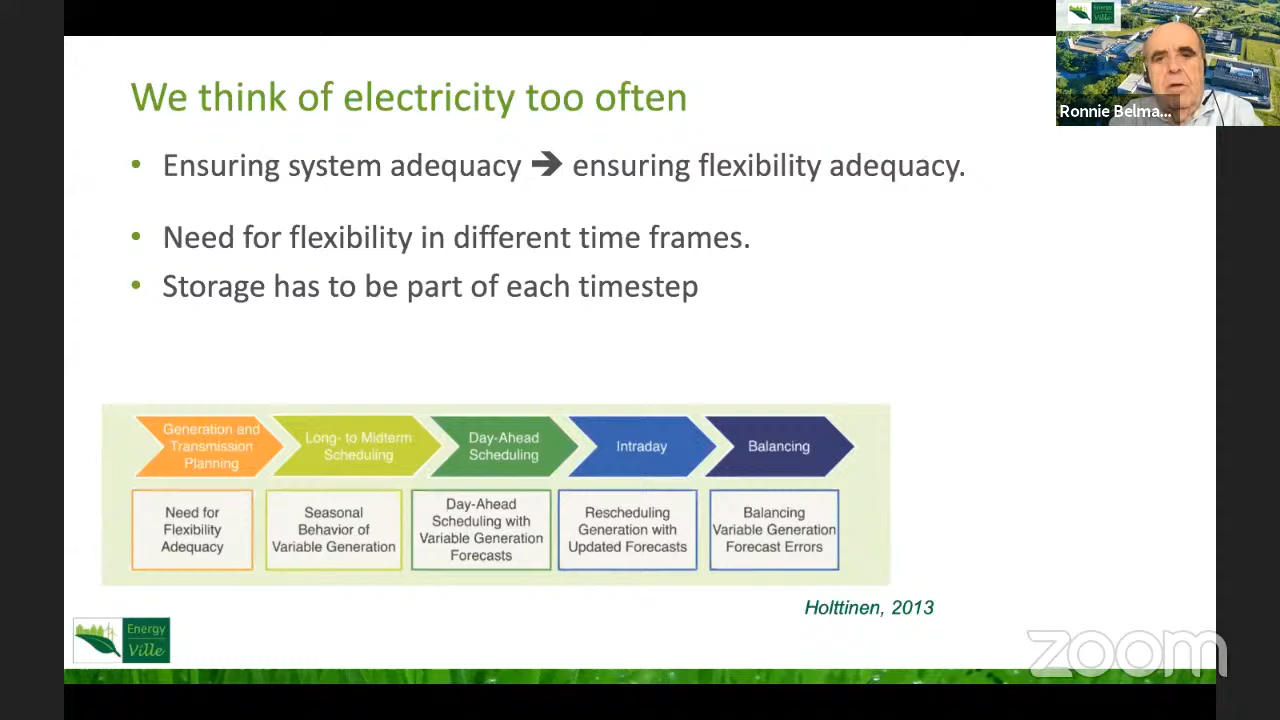 We think of electricity too often
• Ensuring system adequacy ➔ ensuring flexibility adequacy.
• Need for flexibility in different time frames.
• Storage has to be part of each timestep
Generation and
Transmission
Planning
Long- to Midterm
Scheduling
Day-Ahead
Scheduling
Intraday
Balancing
Need for
Flexibility
Adequacy
Seasonal
Behavior of
Variable Generation
Day-Ahead
Scheduling with
Variable Generation
Forecasts
Rescheduling
Generation with
Updated Forecasts
Balancing
Variable Generation
Forecast Errors
Holttinen, 2013
Energy
Ville
zoom
Energy
Ville
Ronnie Belma...